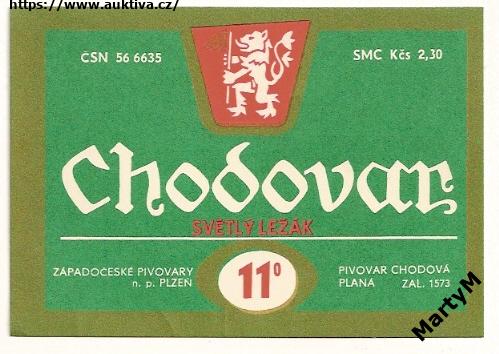 https://www.auktiva.cz/
ČSN 56 6635
SMC Kčs 2,30
Chodovar
SVĚTLÝ LEŽÁK
ZÁPADOČESKÉ PIVOVARY
n. p. PLZEŇ
11°
PIVOVAR CHODOVÁ
PLANÁ ZAL. 1573
MartyM